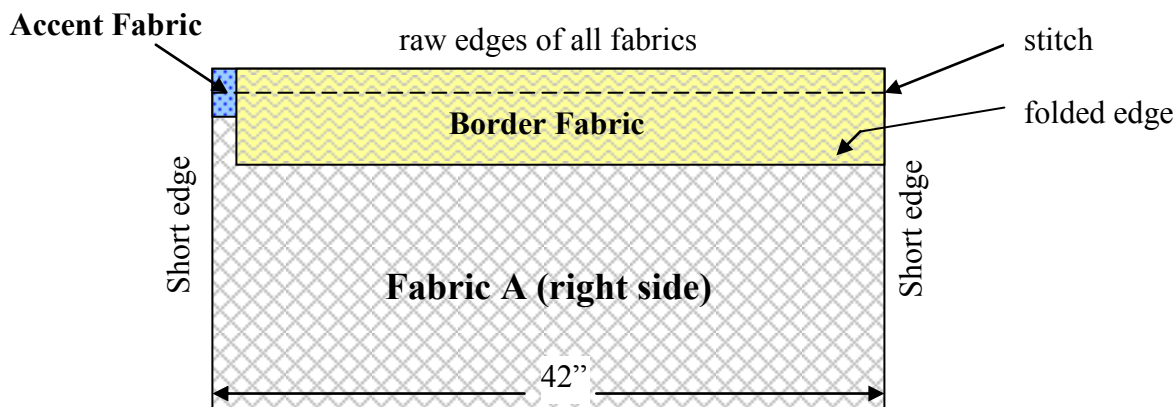 Accent Fabric
raw edges of all fabrics
stitch
Border Fabric
folded edge
Short edge
Short edge
Fabric A (right side)
42”